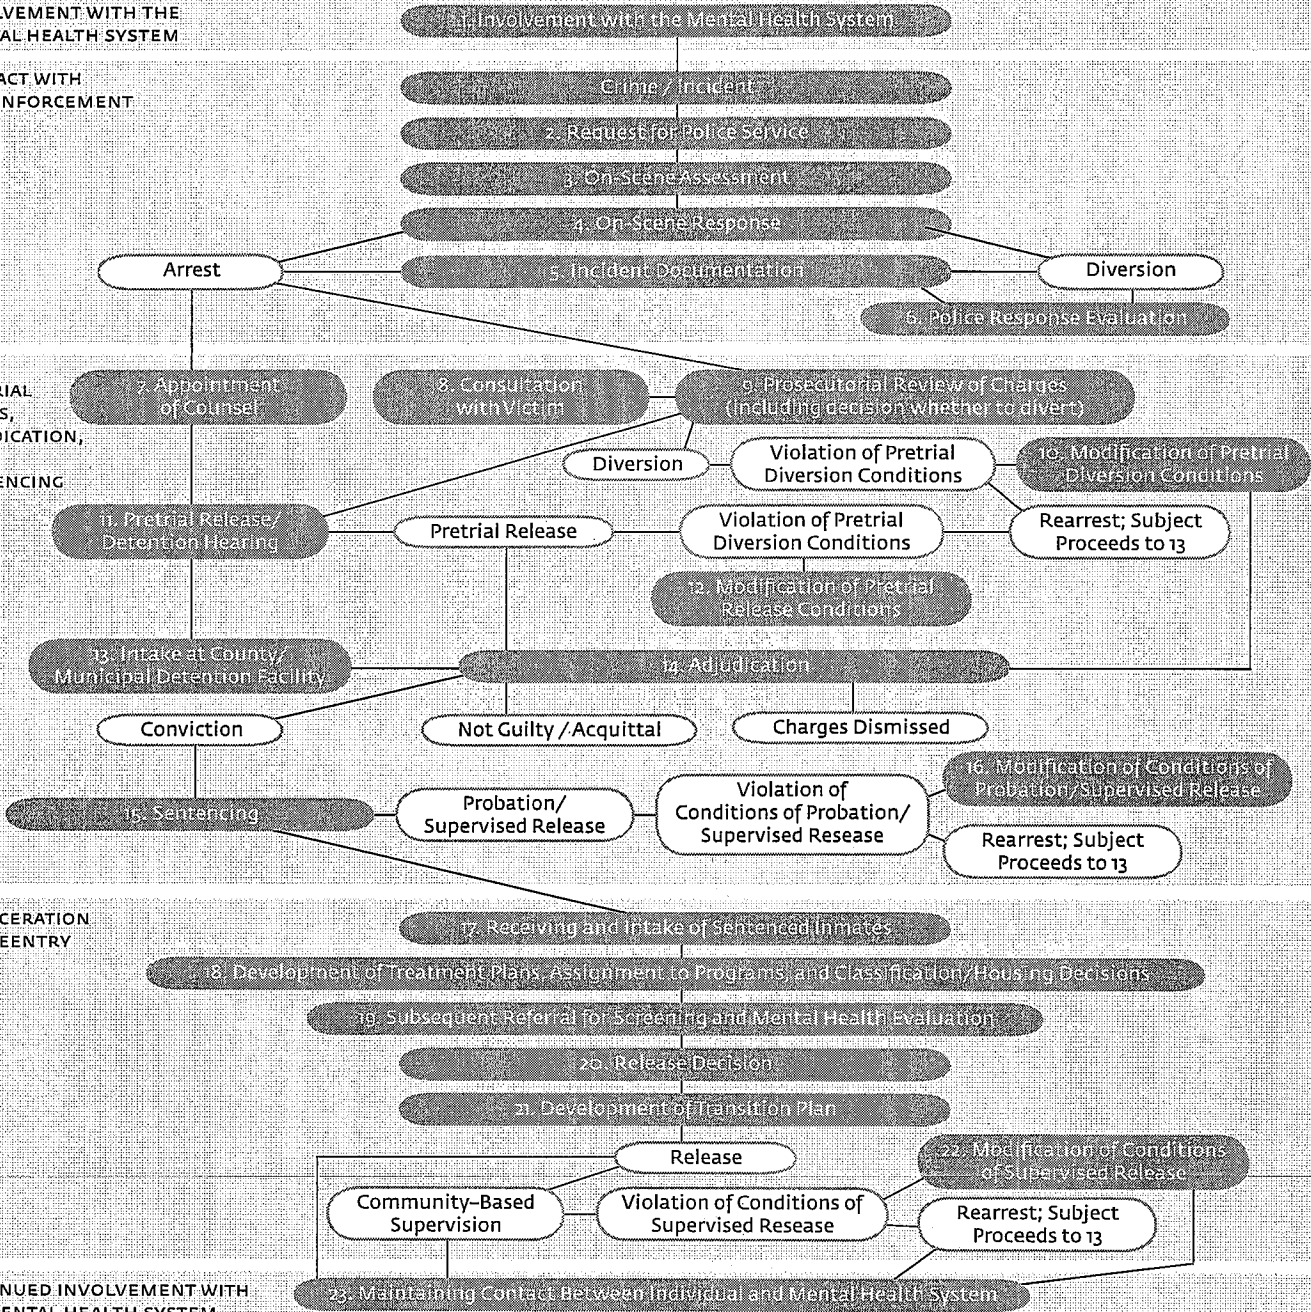 LVEMENT WITH THE
AL HEALTH SYSTEM
1. Involvement with the Mental Health System
ACT WITH
NFORCEMENT
Crime / Incident
2. Request for Police Service
3. On-Scene Assessment
4. On-Scene Response
Arrest
5. Incident Documentation
Diversion
6. Police Response Evaluation
RIAL
S,
DICATION,
ENCING
7. Appointment
of Counsel
8. Consultation
with Victim
9. Prosecutorial Review of Charges
(including decision whether to divert)
Diversion
Violation of Pretrial
Diversion Conditions
10. Modification of Pretrial
Diversion Conditions
11. Pretrial Release/
Detention Hearing
Pretrial Release
Violation of Pretrial
Diversion Conditions
Rearrest; Subject
Proceeds to 13
12. Modification of Pretrial
Release Conditions
13. Intake at County/
Municipal Detention Facility
14. Adjudication
Conviction
Not Guilty / Acquittal
Charges Dismissed
15. Sentencing
Probation/
Supervised Release
Violation of
Conditions of Probation/
Supervised Resease
16. Modification of Conditions of
Probation/Supervised Release
Rearrest; Subject
Proceeds to 13
CERATION
EENTRY
17. Receiving and Intake of Sentenced Inmates
18. Development of Treatment Plans, Assignment to Programs, and Classification/Housing Decisions
19. Subsequent Referral for Screening and Mental Health Evaluation
20. Release Decision
21. Development of Transition Plan
Release
22. Modification of Conditions
of Supervised Release
Community–Based
Supervision
Violation of Conditions of
Supervised Resease
Rearrest; Subject
Proceeds to 13
NUED INVOLVEMENT WITH
ENTAL HEALTH SYSTEM
23. Maintaining Contact Between Individual and Mental Health System